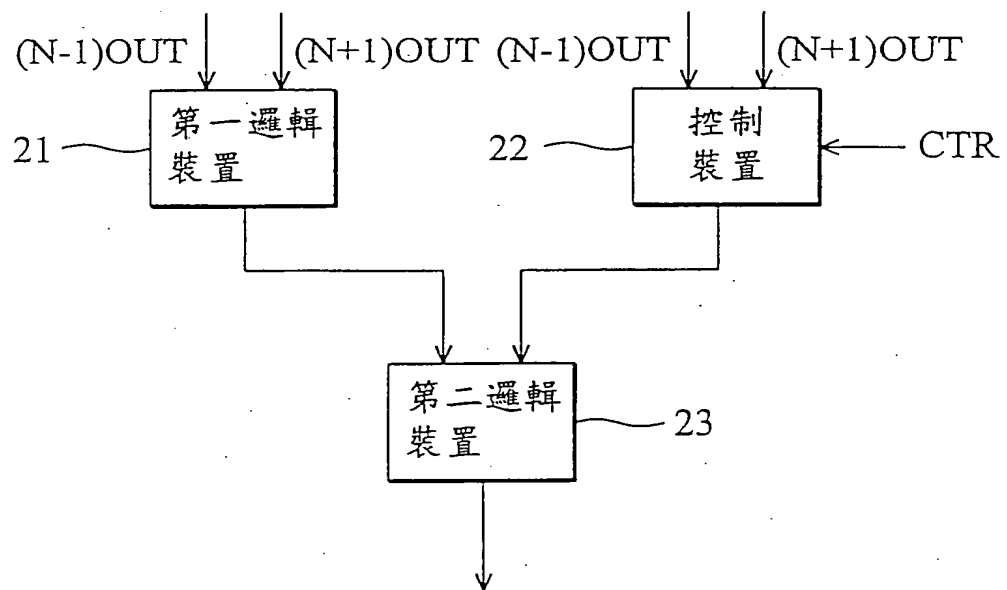 (N-1)OUT
(N+1)OUT
(N-1)OUT
(N+1)OUT
21
第一邏輯
裝置
22
控制
裝置
CTR
第二邏輯
裝置
23